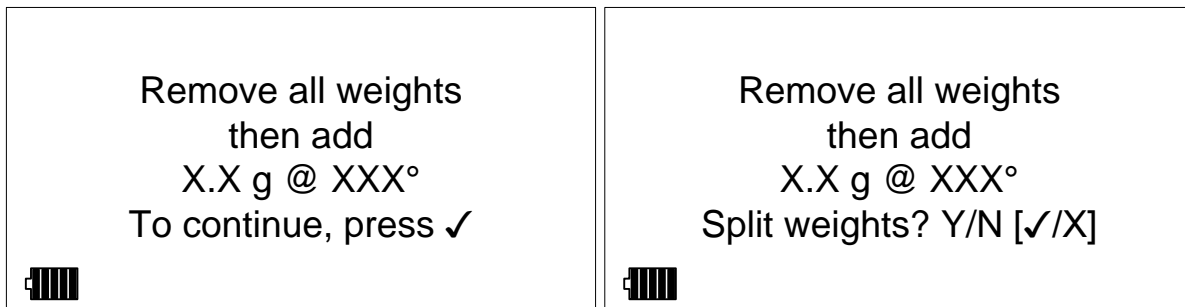 Remove all weights
then add
X.X g @ XXX°
To continue, press ✓
Remove all weights
then add
X.X g @ XXX°
Split weights? Y/N [✓/X]